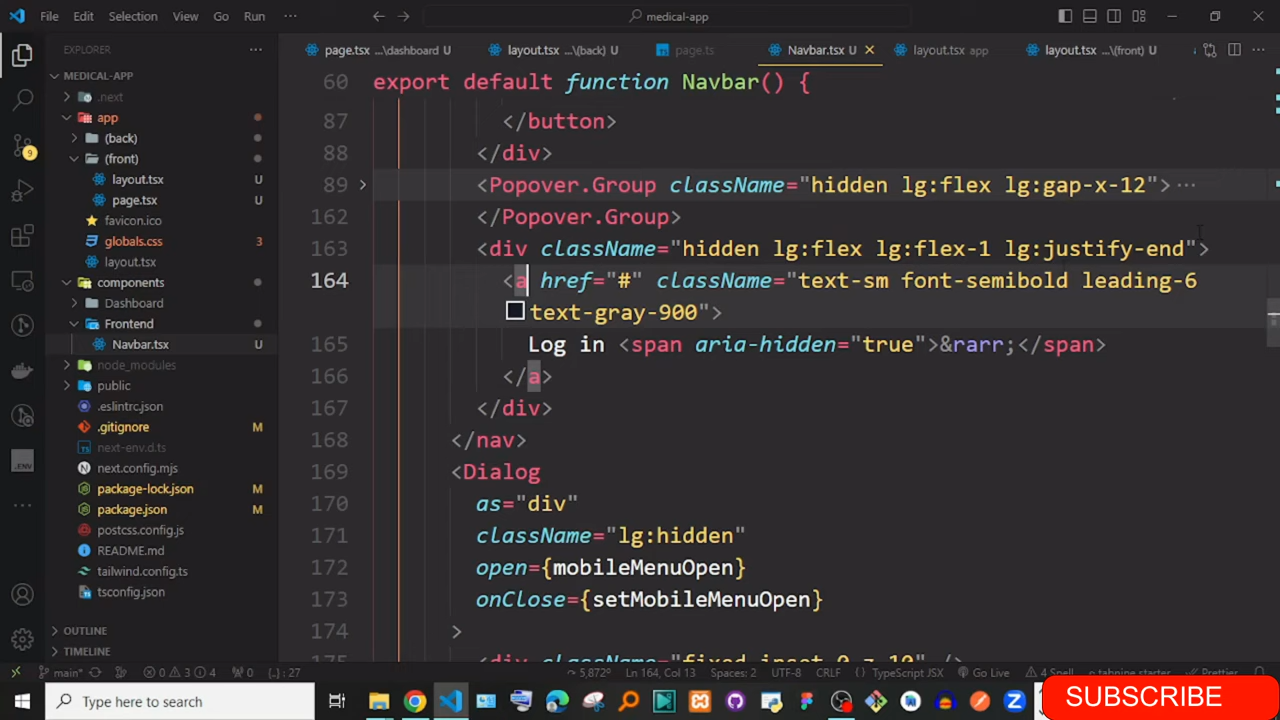 File Edit Selection View Go Run ··· medical-app
EXPLORER ···
page.tsx ...\dashboard U layout.tsx ...\(back) U page.ts Navbar.tsx U layout.tsx app layout.tsx ...\(front) U
MEDICAL-APP
.next
app
(back)
(front)
layout.tsx U
page.tsx U
favicon.ico
globals.css 3
layout.tsx
components
Dashboard
Frontend
Navbar.tsx U
node_modules
public
.eslintrc.json
.gitignore M
next-env.d.ts
next.config.mjs
package-lock.json M
package.json M
postcss.config.js
README.md
tailwind.config.ts
tsconfig.json
OUTLINE
TIMELINE
60 export default function Navbar() {
87 </button>
88 </div>
89 <Popover.Group className="hidden lg:flex lg:gap-x-12"> ···
162 </Popover.Group>
163 <div className="hidden lg:flex lg:flex-1 lg:justify-end">
164 <a href="#" className="text-sm font-semibold leading-6
text-gray-900">
165 Log in <span aria-hidden="true">&rarr;</span>
166 </a>
167 </div>
168 </nav>
169 <Dialog
170 as="div"
171 className="lg:hidden"
172 open={mobileMenuOpen}
173 onClose={setMobileMenuOpen}
174 >
175 <div className="fixed inset-0 z-10" />
9
.ENV
main* 0 3 4 0 {.}: 27 5,872° Ln 164, Col 13 Spaces: 2 UTF-8 CRLF {} TypeScript JSX Go Live 4 Spell tabnine starter Prettier
Type here to search
SUBSCRIBE